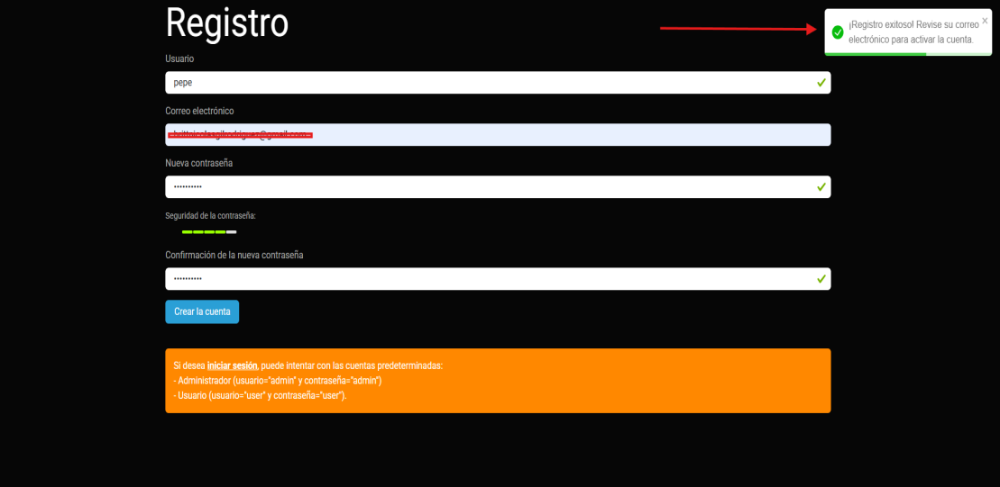 Registro
¡Registro exitoso! Revise su correo
electrónico para activar la cuenta.
Usuario
pepe
Correo electrónico
Nueva contraseña
••••••••••
Seguridad de la contraseña:
Confirmación de la nueva contraseña
••••••••••
Crear la cuenta
Si desea iniciar sesión, puede intentar con las cuentas predeterminadas:
- Administrador (usuario="admin" y contraseña="admin")
- Usuario (usuario="user" y contraseña="user").